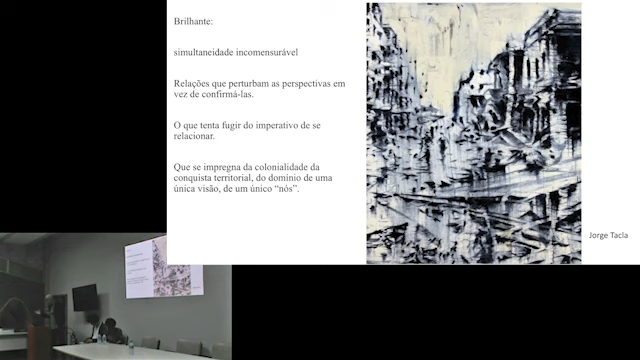 Brilhante:
simultaneidade incomensurável
Relações que perturbam as perspectivas em
vez de confirmá-las.
O que tenta fugir do imperativo de se
relacionar.
Que se impregna da colonialidade da
conquista territorial, do domínio de uma
única visão, de um único “nós”.
Jorge Tacla